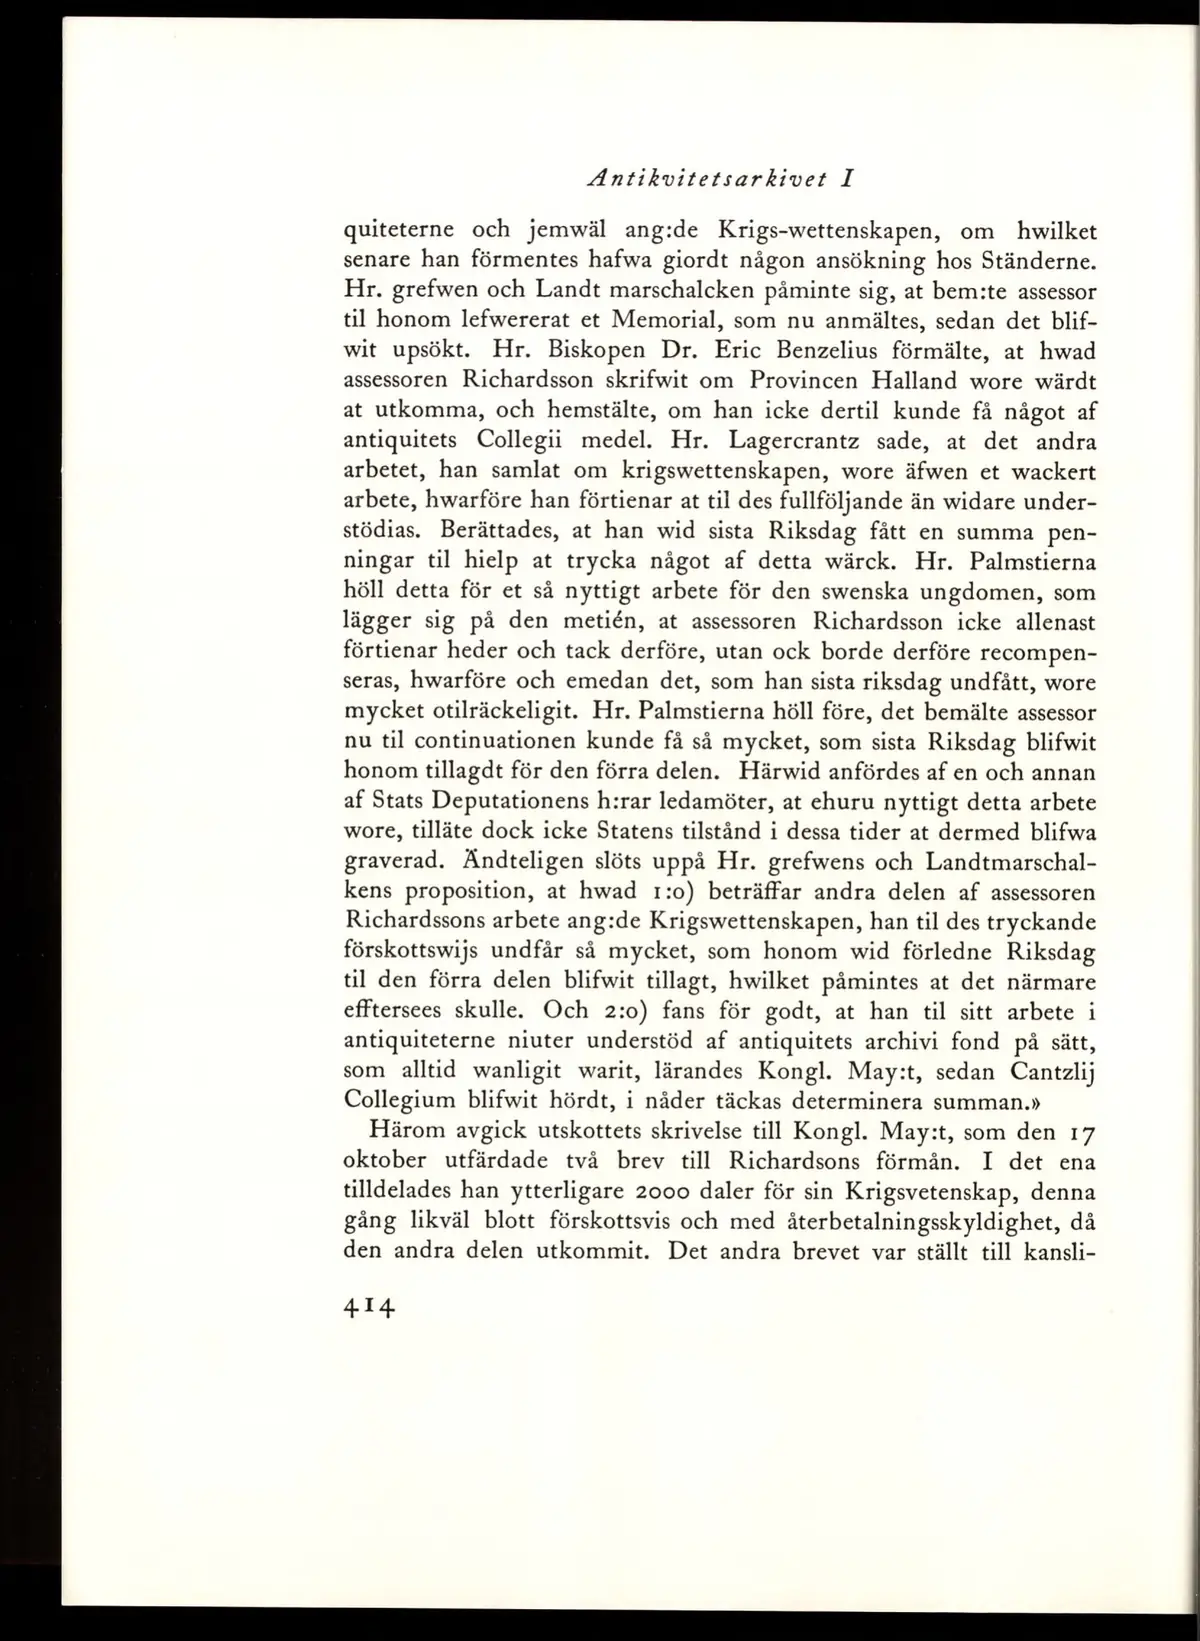 Antikvitetsarkivet I
quiteterne och jemwäl ang:de Krigs-wettenskapen, om hwilket
senare han förmentes hafwa giordt någon ansökning hos Ständerne.
Hr. grefwen och Landt marschalcken påminte sig, at bem:te assessor
til honom lefwererat et Memorial, som nu anmältes, sedan det blif-
wit upsökt. Hr. Biskopen Dr. Eric Benzelius förmälte, at hwad
assessoren Richardsson skrifwit om Provincen Halland wore wärdt
at utkomma, och hemstälte, om han icke dertil kunde få något af
antiquitets Collegii medel. Hr. Lagercrantz sade, at det andra
arbetet, han samlat om krigswettenskapen, wore äfwen et wackert
arbete, hwarföre han förtienar at til des fullföljande än widare under-
stödias. Berättades, at han wid sista Riksdag fått en summa pen-
ningar til hielp at trycka något af detta wärck. Hr. Palmstierna
höll detta för et så nyttigt arbete för den swenska ungdomen, som
lägger sig på den metién, at assessoren Richardsson icke allenast
förtienar heder och tack derföre, utan ock borde derföre recompen-
seras, hwarföre och emedan det, som han sista riksdag undfått, wore
mycket otilräckeligit. Hr. Palmstierna höll före, det bemälte assessor
nu til continuationen kunde få så mycket, som sista Riksdag blifwit
honom tillagdt för den förra delen. Härwid anfördes af en och annan
af Stats Deputationens h:rar ledamöter, at ehuru nyttigt detta arbete
wore, tilläte dock icke Statens tilstånd i dessa tider at dermed blifwa
graverad. Ändteligen slöts uppå Hr. grefwens och Landtmarschal-
kens proposition, at hwad 1:o) beträffar andra delen af assessoren
Richardssons arbete ang:de Krigswettenskapen, han til des tryckande
förskottswijs undfår så mycket, som honom wid förledne Riksdag
til den förra delen blifwit tillagt, hwilket påmintes at det närmare
efftersees skulle. Och 2:o) fans för godt, at han til sitt arbete i
antiquiteterne niuter understöd af antiquitets archivi fond på sätt,
som alltid wanligit warit, lärandes Kongl. May:t, sedan Cantzlij
Collegium blifwit hördt, i nåder täckas determinera summan.»
Härom avgick utskottets skrivelse till Kongl. May:t, som den 17
oktober utfärdade två brev till Richardsons förmån. I det ena
tilldelades han ytterligare 2000 daler för sin Krigsvetenskap, denna
gång likväl blott förskottsvis och med återbetalningsskyldighet, då
den andra delen utkommit. Det andra brevet var ställt till kansli-
414